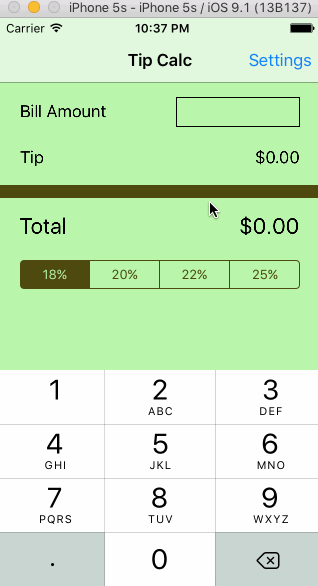 iPhone 5s - iPhone 5s / iOS 9.1 (13B137)
Carrier 10:37 PM
Tip Calc Settings
Bill Amount
Tip $0.00
Total $0.00
18% 20% 22% 25%
1 2 3
ABC DEF
4 5 6
GHI JKL MNO
7 8 9
PQRS TUV WXYZ
. 0